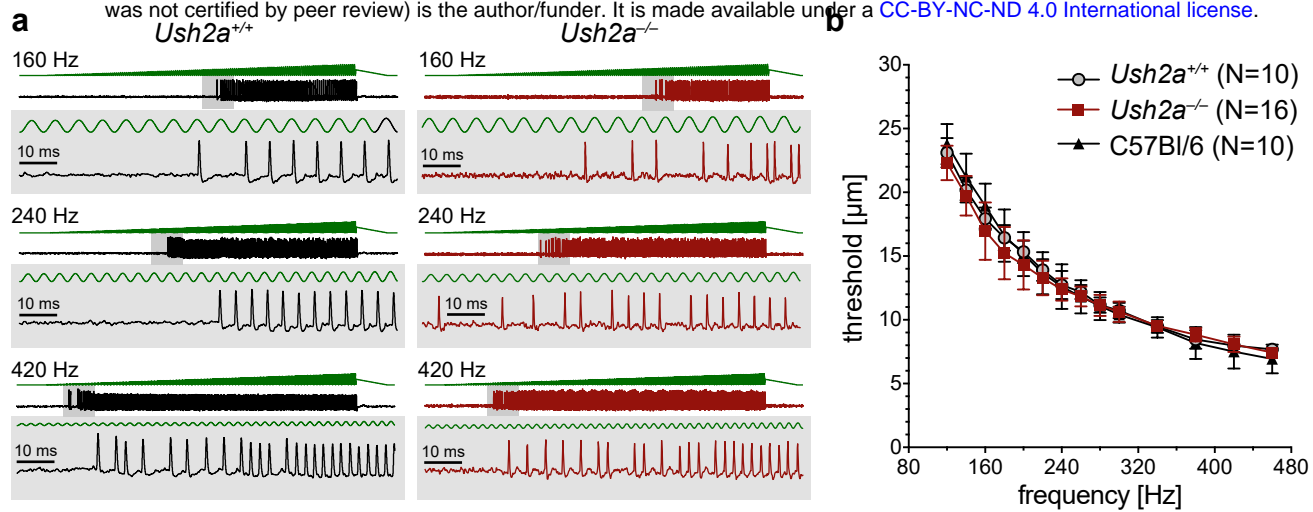 was not certified by peer review) is the author/funder. It is made available under a CC-BY-NC-ND 4.0 International license.
a
Ush2a+/+
Ush2a–/–
160 Hz
160 Hz
10 ms
10 ms
240 Hz
240 Hz
10 ms
10 ms
420 Hz
420 Hz
10 ms
10 ms
b
Ush2a+/+ (N=10)
Ush2a–/– (N=16)
C57Bl/6 (N=10)
threshold [µm]
30
25
20
15
10
5
0
80 160 240 320 400 480
frequency [Hz]